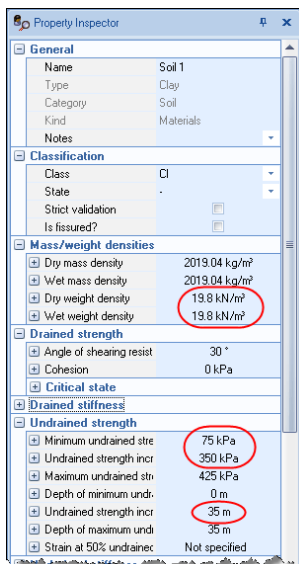 Property Inspector
General
Name Soil 1
Type Clay
Category Soil
Kind Materials
Notes
Classification
Class CI
State -
Strict validation
Is fissured?
Mass/weight densities
Dry mass density 2019.04 kg/m³
Wet mass density 2019.04 kg/m³
Dry weight density 19.8 kN/m³
Wet weight density 19.8 kN/m³
Drained strength
Angle of shearing resist 30 °
Cohesion 0 kPa
Critical state
Drained stiffness
Undrained strength
Minimum undrained stre 75 kPa
Undrained strength incr 350 kPa
Maximum undrained stre 425 kPa
Depth of minimum undr 0 m
Undrained strength incr 35 m
Depth of maximum undr 35 m
Strain at 50% undrained Not specified